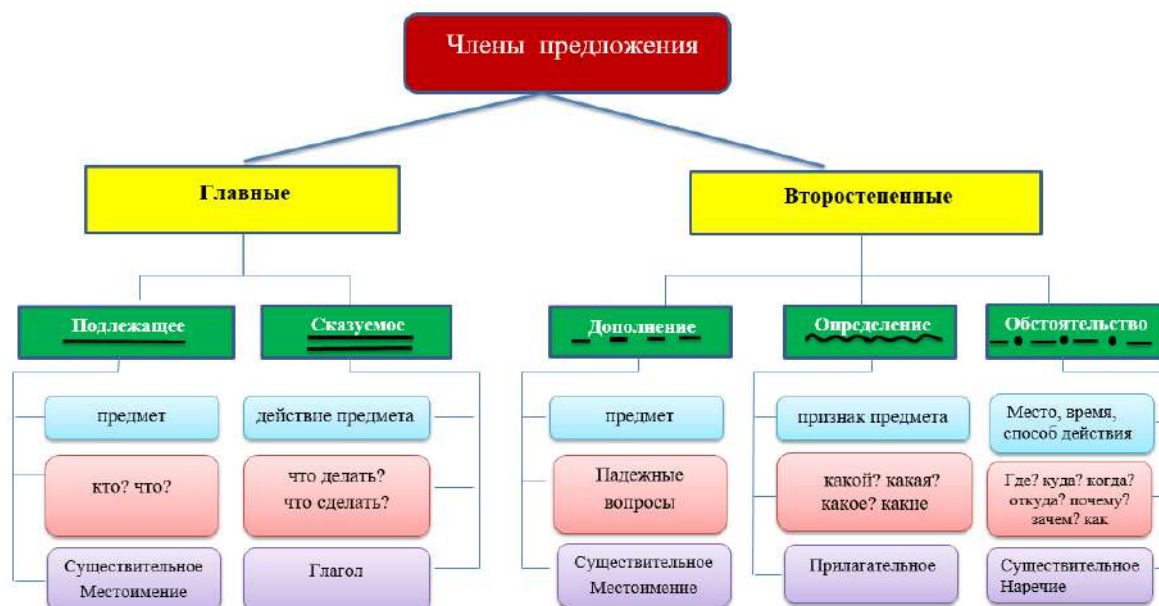 Члены предложения
Главные
Второстепенные
Подлежащее
Сказуемое
Дополнение
Определение
Обстоятельство
предмет
действие предмета
предмет
признак предмета
Место, время,
способ действия
кто? что?
что делать?
что сделать?
Падежные
вопросы
какой? какая?
какое? какие
Где? куда? когда?
откуда? почему?
зачем? как
Существительное
Местоимение
Глагол
Существительное
Местоимение
Прилагательное
Существительное
Наречие